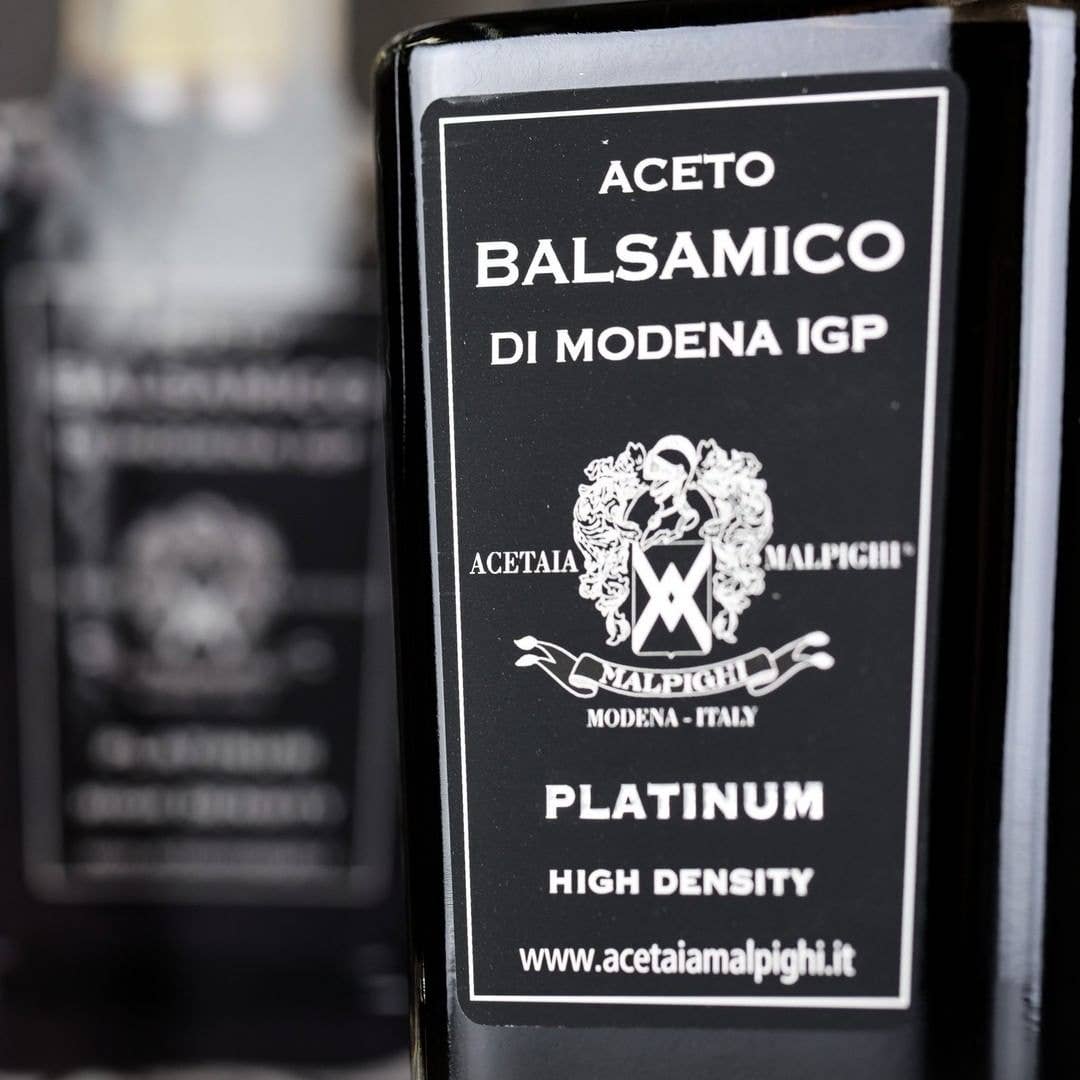 ACETO
BALSAMICO
DI MODENA IGP
ACETAIA MALPIGHI®
MALPIGHI
MODENA - ITALY
PLATINUM
HIGH DENSITY
www.acetaiamalpighi.it